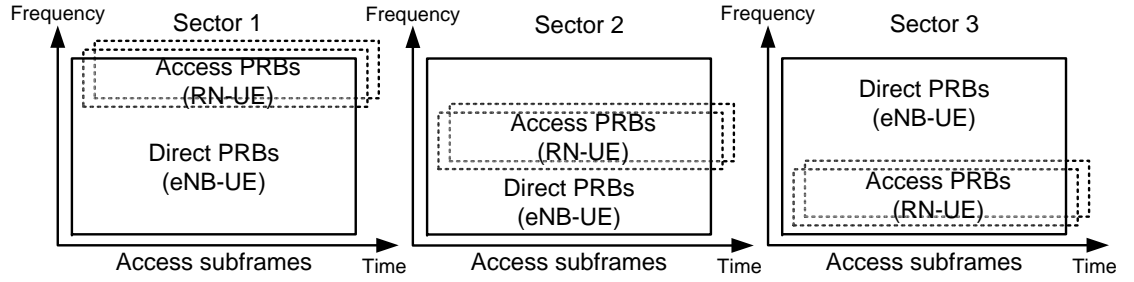 Frequency
Sector 1
Access PRBs
(RN-UE)
Direct PRBs
(eNB-UE)
Access subframes
Time
Frequency
Sector 2
Access PRBs
(RN-UE)
Direct PRBs
(eNB-UE)
Access subframes
Time
Frequency
Sector 3
Direct PRBs
(eNB-UE)
Access PRBs
(RN-UE)
Access subframes
Time